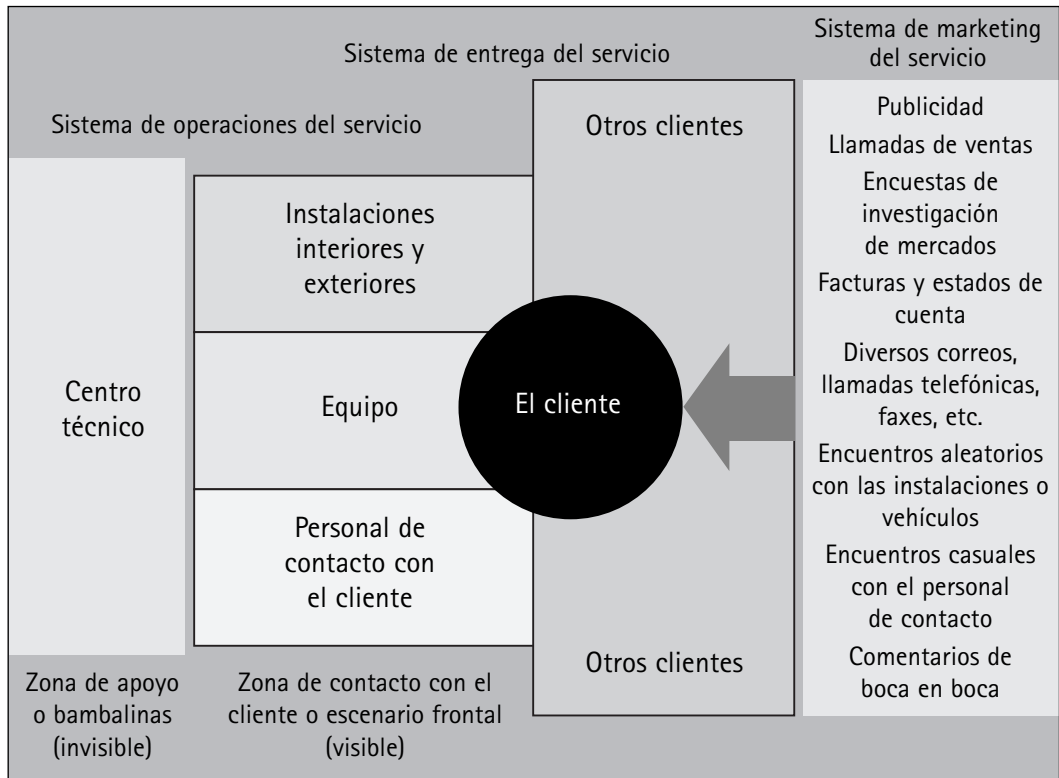 Sistema de entrega del servicio
Sistema de marketing
del servicio
Sistema de operaciones del servicio
Centro
técnico
Instalaciones
interiores y
exteriores
Equipo
Personal de
contacto con
el cliente
Otros clientes
El cliente
Otros clientes
Publicidad
Llamadas de ventas
Encuestas de
investigación
de mercados
Facturas y estados de
cuenta
Diversos correos,
llamadas telefónicas,
faxes, etc.
Encuentros aleatorios
con las instalaciones o
vehículos
Encuentros casuales
con el personal
de contacto
Comentarios de
boca en boca
Zona de apoyo
o bambalinas
(invisible)
Zona de contacto con el
cliente o escenario frontal
(visible)